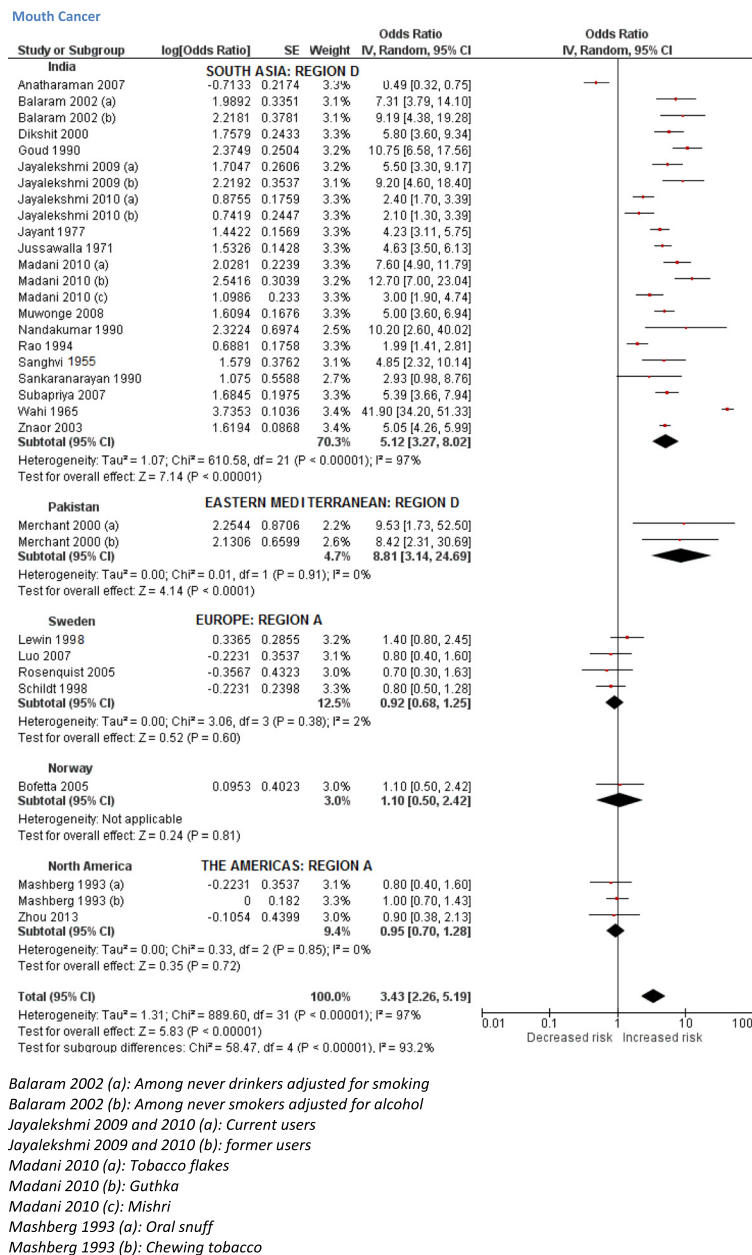 Mouth Cancer
Odds Ratio Odds Ratio
Study or Subgroup log[Odds Ratio] SE Weight IV, Random, 95% CI IV, Random, 95% CI
India SOUTH ASIA: REGION D
Anatharaman 2007 -0.7133 0.2174 3.3% 0.49 [0.32, 0.75]
Balaram 2002 (a) 1.9892 0.3351 3.1% 7.31 [3.79, 14.10]
Balaram 2002 (b) 2.2181 0.3781 3.1% 9.19 [4.38, 19.28]
Dikshit 2000 1.7579 0.2433 3.3% 5.80 [3.60, 9.34]
Goud 1990 2.3749 0.2504 3.2% 10.75 [6.58, 17.56]
Jayalekshmi 2009 (a) 1.7047 0.2606 3.2% 5.50 [3.30, 9.17]
Jayalekshmi 2009 (b) 2.2192 0.3537 3.1% 9.20 [4.60, 18.40]
Jayalekshmi 2010 (a) 0.8755 0.1759 3.3% 2.40 [1.70, 3.39]
Jayalekshmi 2010 (b) 0.7419 0.2447 3.3% 2.10 [1.30, 3.39]
Jayant 1977 1.4422 0.1569 3.3% 4.23 [3.11, 5.75]
Jussawalla 1971 1.5326 0.1428 3.3% 4.63 [3.50, 6.13]
Madani 2010 (a) 2.0281 0.2239 3.3% 7.60 [4.90, 11.79]
Madani 2010 (b) 2.5416 0.3039 3.2% 12.70 [7.00, 23.04]
Madani 2010 (c) 1.0986 0.233 3.3% 3.00 [1.90, 4.74]
Muwonge 2008 1.6094 0.1676 3.3% 5.00 [3.60, 6.94]
Nandakumar 1990 2.3224 0.6974 2.5% 10.20 [2.60, 40.02]
Rao 1994 0.6881 0.1758 3.3% 1.99 [1.41, 2.81]
Sanghvi 1955 1.579 0.3762 3.1% 4.85 [2.32, 10.14]
Sankaranarayan 1990 1.075 0.5588 2.7% 2.93 [0.98, 8.76]
Subapriya 2007 1.6845 0.1975 3.3% 5.39 [3.66, 7.94]
Wahi 1965 3.7353 0.1036 3.4% 41.90 [34.20, 51.33]
Znaor 2003 1.6194 0.0868 3.4% 5.05 [4.26, 5.99]
Subtotal (95% CI) 70.3% 5.12 [3.27, 8.02]
Heterogeneity: Tau² = 1.07; Chi² = 610.58, df = 21 (P < 0.00001); I² = 97%
Test for overall effect: Z = 7.14 (P < 0.00001)
Pakistan EASTERN MEDITERRANEAN: REGION D
Merchant 2000 (a) 2.2544 0.8706 2.2% 9.53 [1.73, 52.50]
Merchant 2000 (b) 2.1306 0.6599 2.6% 8.42 [2.31, 30.69]
Subtotal (95% CI) 4.7% 8.81 [3.14, 24.69]
Heterogeneity: Tau² = 0.00; Chi² = 0.01, df = 1 (P = 0.91); I² = 0%
Test for overall effect: Z = 4.14 (P < 0.0001)
Sweden EUROPE: REGION A
Lewin 1998 0.3365 0.2855 3.2% 1.40 [0.80, 2.45]
Luo 2007 -0.2231 0.3537 3.1% 0.80 [0.40, 1.60]
Rosenquist 2005 -0.3567 0.4323 3.0% 0.70 [0.30, 1.63]
Schildt 1998 -0.2231 0.2398 3.3% 0.80 [0.50, 1.28]
Subtotal (95% CI) 12.5% 0.92 [0.68, 1.25]
Heterogeneity: Tau² = 0.00; Chi² = 3.06, df = 3 (P = 0.38); I² = 2%
Test for overall effect: Z = 0.52 (P = 0.60)
Norway
Bofetta 2005 0.0953 0.4023 3.0% 1.10 [0.50, 2.42]
Subtotal (95% CI) 3.0% 1.10 [0.50, 2.42]
Heterogeneity: Not applicable
Test for overall effect: Z = 0.24 (P = 0.81)
North America THE AMERICAS: REGION A
Mashberg 1993 (a) -0.2231 0.3537 3.1% 0.80 [0.40, 1.60]
Mashberg 1993 (b) 0 0.182 3.3% 1.00 [0.70, 1.43]
Zhou 2013 -0.1054 0.4399 3.0% 0.90 [0.38, 2.13]
Subtotal (95% CI) 9.4% 0.95 [0.70, 1.28]
Heterogeneity: Tau² = 0.00; Chi² = 0.33, df = 2 (P = 0.85); I² = 0%
Test for overall effect: Z = 0.35 (P = 0.72)
Total (95% CI) 100.0% 3.43 [2.26, 5.19]
Heterogeneity: Tau² = 1.31; Chi² = 889.60, df = 31 (P < 0.00001); I² = 97%
0.01 0.1 1 10 100
Test for overall effect: Z = 5.83 (P < 0.00001)
Decreased risk Increased risk
Test for subgroup differences: Chi² = 58.47, df = 4 (P < 0.00001), I² = 93.2%
Balaram 2002 (a): Among never drinkers adjusted for smoking
Balaram 2002 (b): Among never smokers adjusted for alcohol
Jayalekshmi 2009 and 2010 (a): Current users
Jayalekshmi 2009 and 2010 (b): former users
Madani 2010 (a): Tobacco flakes
Madani 2010 (b): Guthka
Madani 2010 (c): Mishri
Mashberg 1993 (a): Oral snuff
Mashberg 1993 (b): Chewing tobacco